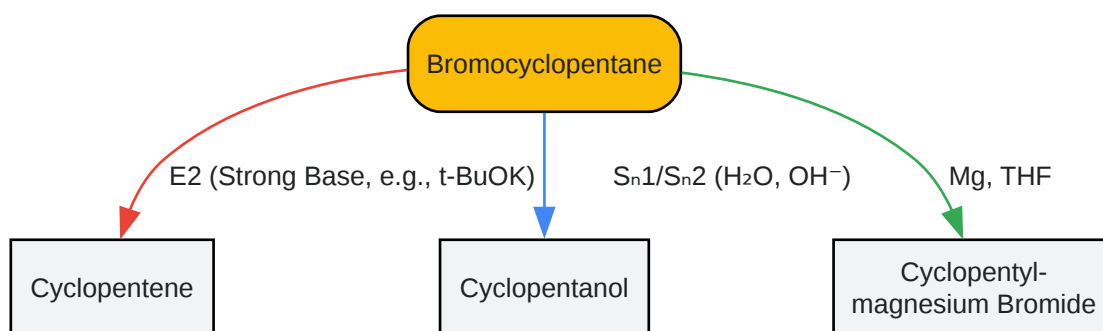 Bromocyclopentane
E2 (Strong Base, e.g., t-BuOK)
Sₙ1/Sₙ2 (H₂O, OH⁻)
Mg, THF
Cyclopentene
Cyclopentanol
Cyclopentyl-
magnesium Bromide